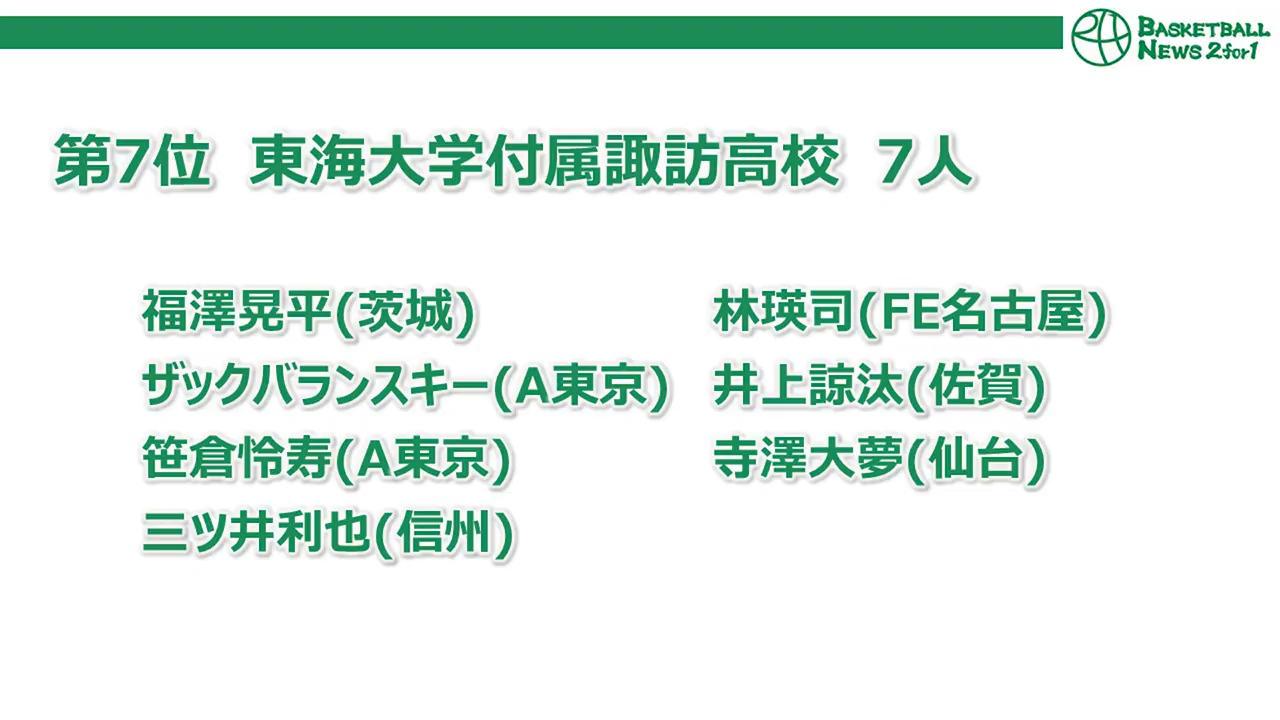 BASKETBALL
NEWS 2for1
第7位 東海大学付属諏訪高校 7人
福澤晃平(茨城)
ザックバランスキー(A東京)
笹倉怜寿(A東京)
三ツ井利也(信州)
林瑛司(FE名古屋)
井上諒汰(佐賀)
寺澤大夢(仙台)